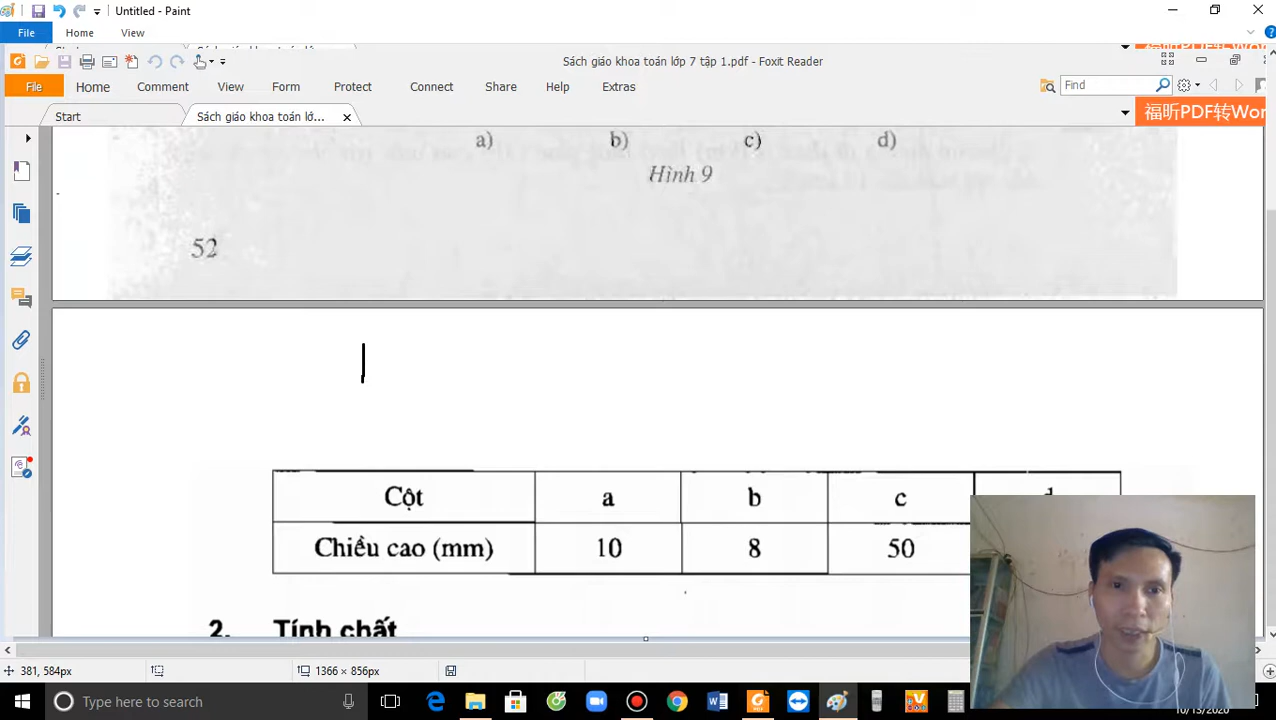 Untitled - Paint
File Home View
Sách giáo khoa toán lớp 7 tập 1.pdf - Foxit Reader
File Home Comment View Form Protect Connect Share Help Extras Find
Start Sách giáo khoa toán lớ...
福昕PDF转Wor
a) b) c) d)
Hình 9
52
Cột a b c
Chiều cao (mm) 10 8 50
2. Tính chất
381, 584px 1366 × 856px
Type here to search
10/13/2020